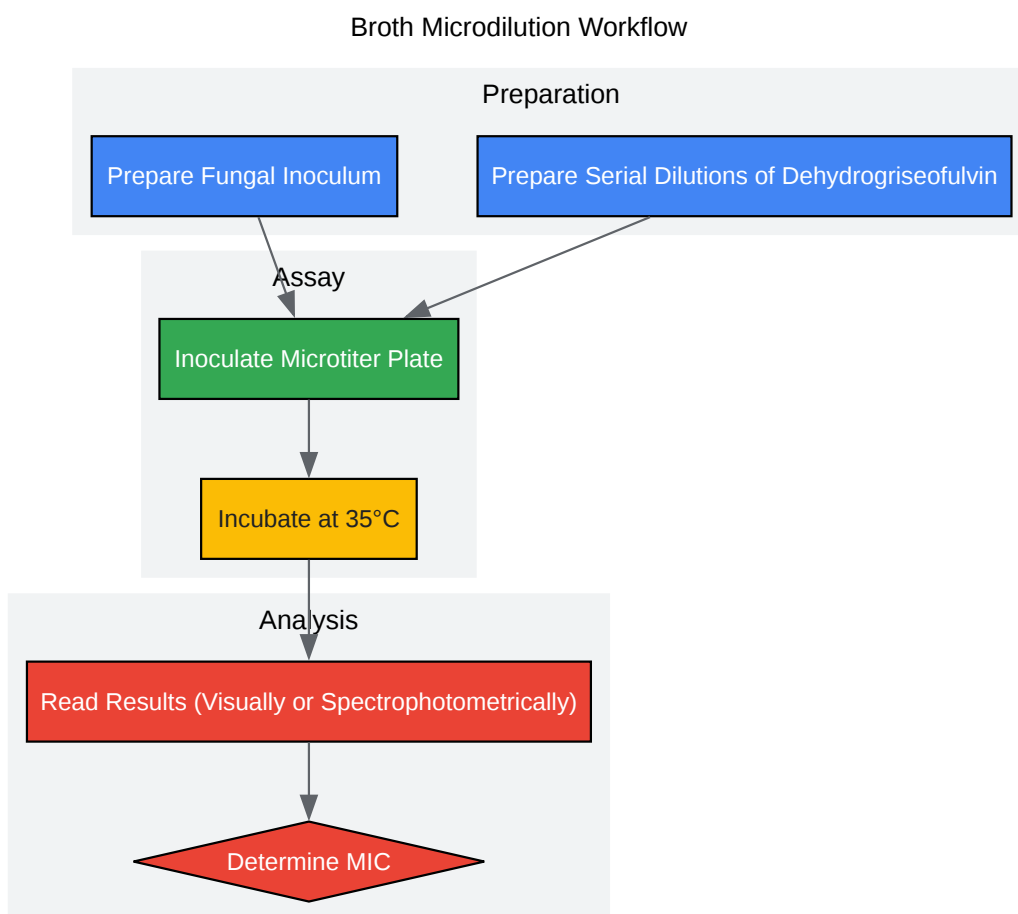 Broth Microdilution Workflow
Preparation
Prepare Fungal Inoculum
Prepare Serial Dilutions of Dehydrogriseofulvin
Assay
Inoculate Microtiter Plate
Incubate at 35°C
Analysis
Read Results (Visually or Spectrophotometrically)
Determine MIC